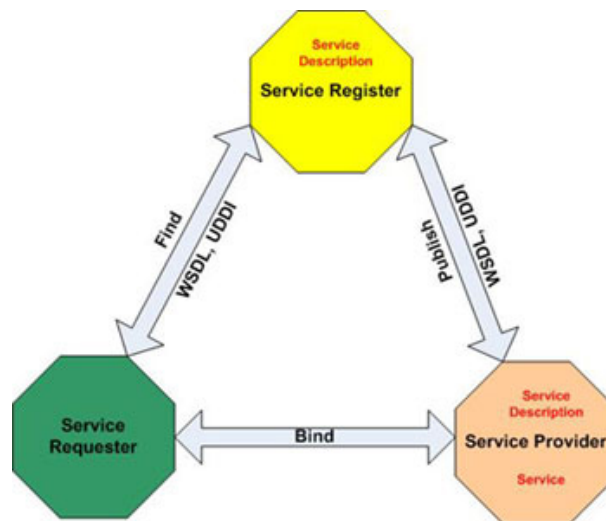 Service
Description
Service Register
Find
WSDL, UDDI
WSDL, UDDI
Publish
Service
Requester
Bind
Service
Description
Service Provider
Service